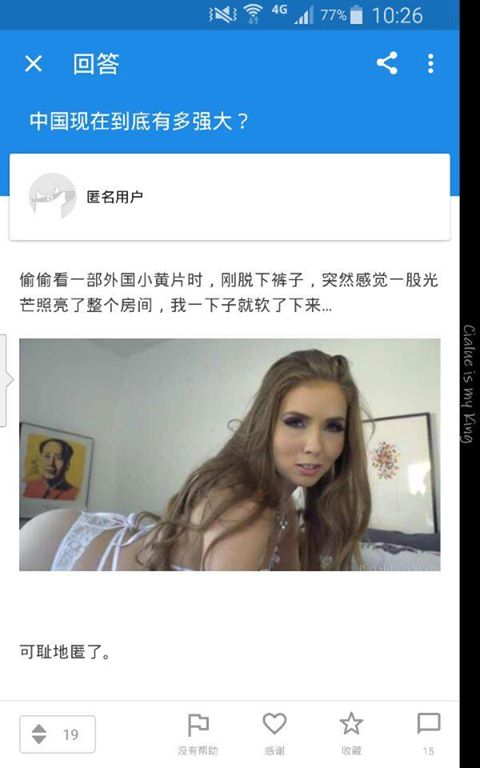 4G 77% 10:26
回答
中国现在到底有多强大？
匿名用户
偷偷看一部外国小黄片时，刚脱下裤子，突然感觉一股光
芒照亮了整个房间，我一下子就软了下来...
可耻地匿了。
19
没有帮助 感谢 收藏 15
Cialue is my King